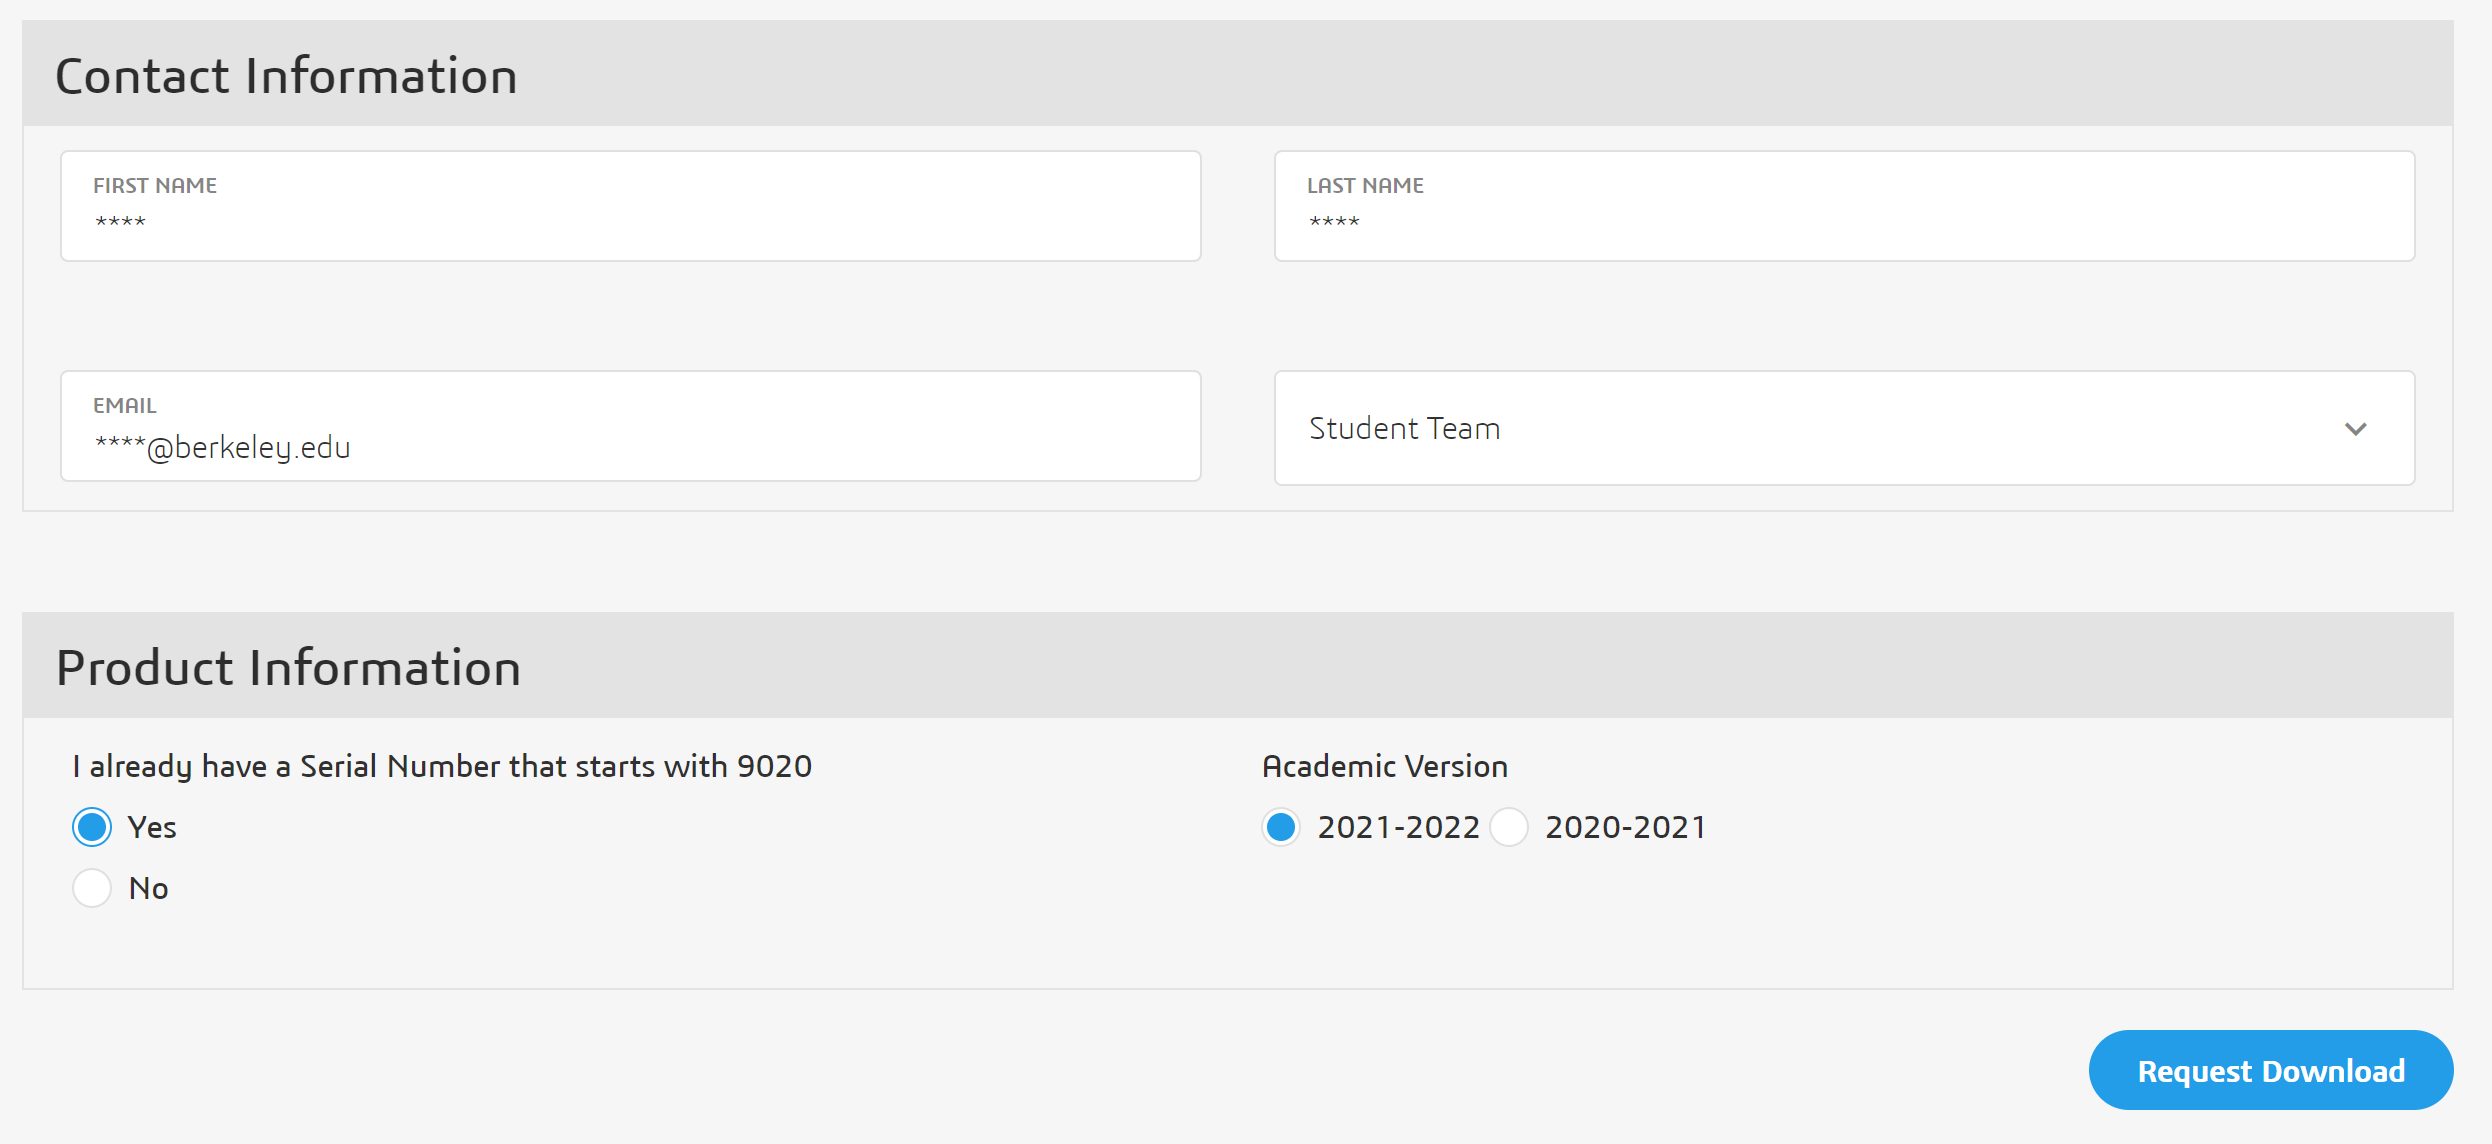 Contact Information
FIRST NAME
****
LAST NAME
****
EMAIL
****@berkeley.edu
Student Team
Product Information
I already have a Serial Number that starts with 9020
Yes
No
Academic Version
2021-2022 2020-2021
Request Download